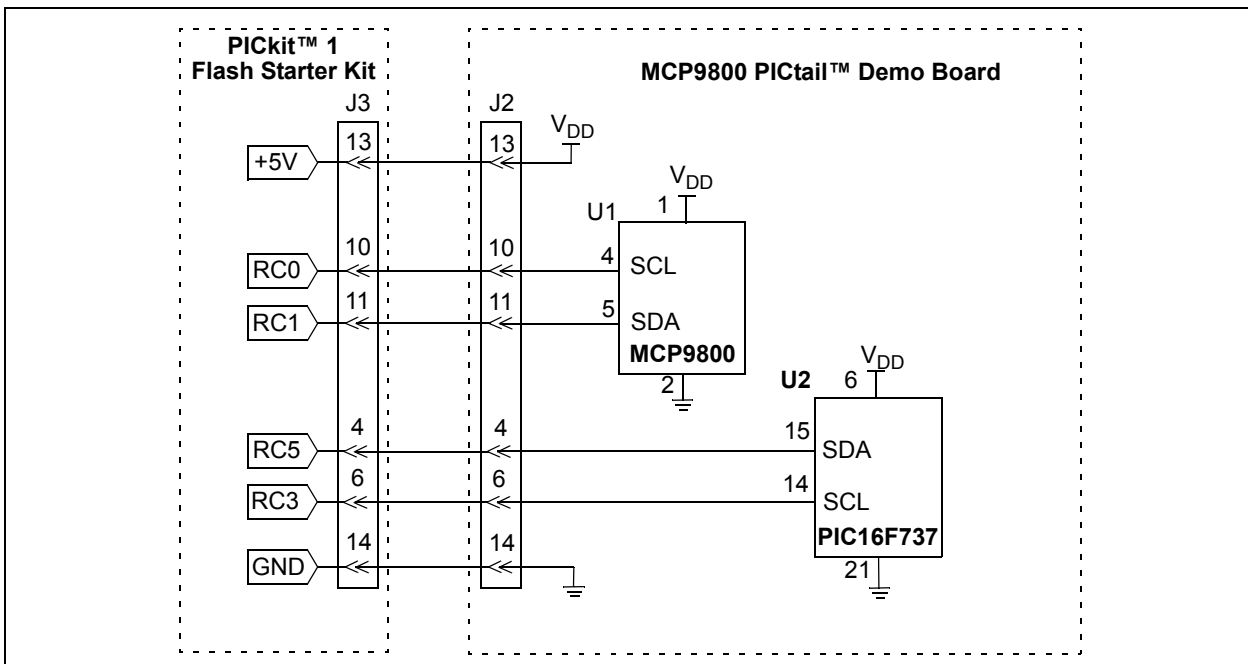 PICkit™ 1
Flash Starter Kit
MCP9800 PICtail™ Demo Board
J3
J2
+5V
13
13
VDD
U1
1
VDD
RC0
10
10
4
SCL
RC1
11
11
5
SDA
MCP9800
2
U2
6
VDD
RC5
4
4
15
SDA
RC3
6
6
14
SCL
PIC16F737
GND
14
14
21